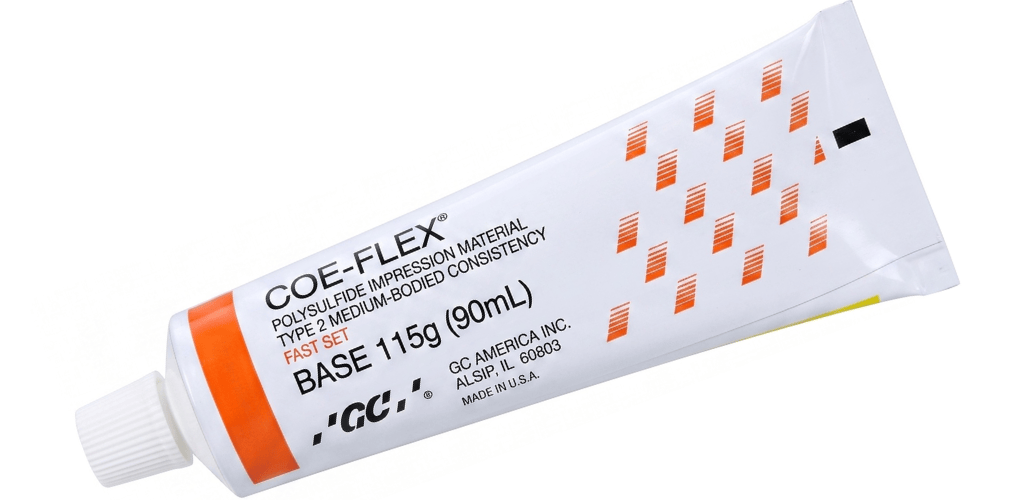 COE-FLEX®
POLYSULFIDE IMPRESSION MATERIAL
TYPE 2 MEDIUM-BODIED CONSISTENCY
FAST SET
BASE 115g (90mL)
GC®
GC AMERICA INC.
ALSIP, IL 60803
MADE IN U.S.A.